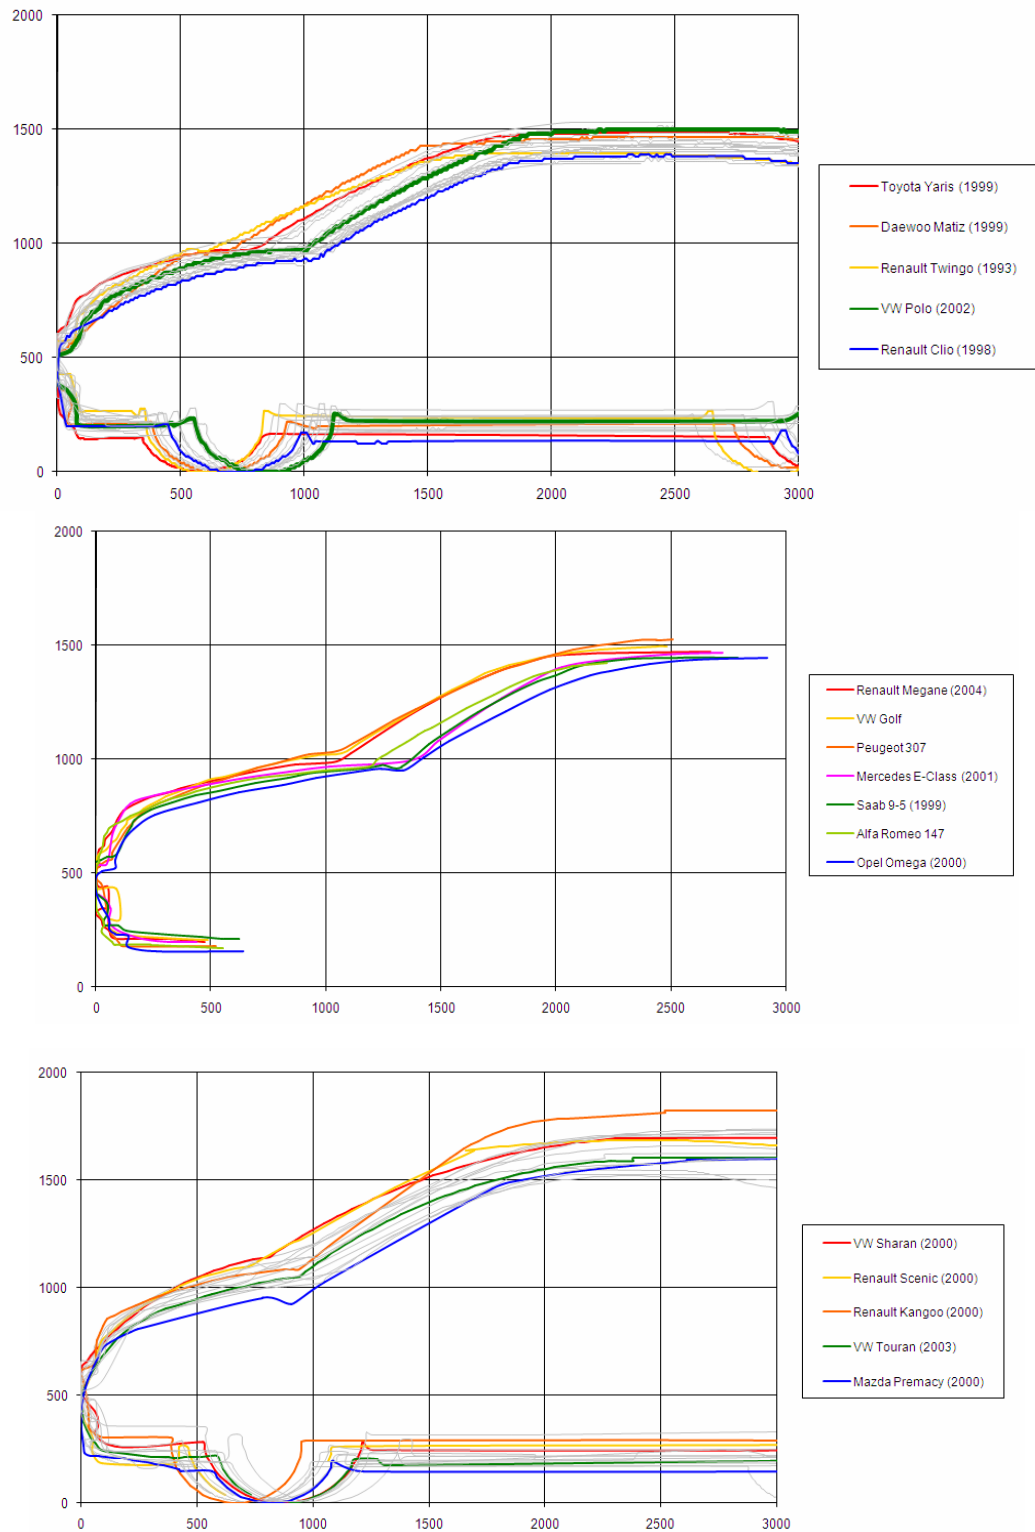 2000
1500
1000
500
0
0 500 1000 1500 2000 2500 3000
Toyota Yaris (1999)
Daewoo Matiz (1999)
Renault Twingo (1993)
VW Polo (2002)
Renault Clio (1998)
2000
1500
1000
500
0
0 500 1000 1500 2000 2500 3000
Renault Megane (2004)
VW Golf
Peugeot 307
Mercedes E-Class (2001)
Saab 9-5 (1999)
Alfa Romeo 147
Opel Omega (2000)
2000
1500
1000
500
0
0 500 1000 1500 2000 2500 3000
VW Sharan (2000)
Renault Scenic (2000)
Renault Kangoo (2000)
VW Touran (2003)
Mazda Premacy (2000)